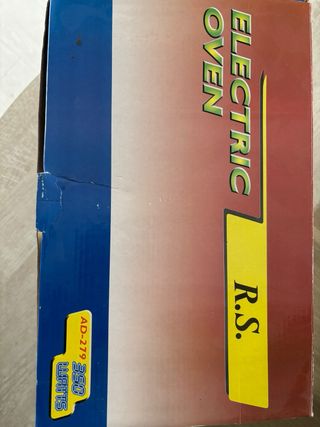 ELECTRIC
OVEN
R.S.
AD-279
350
WATTS